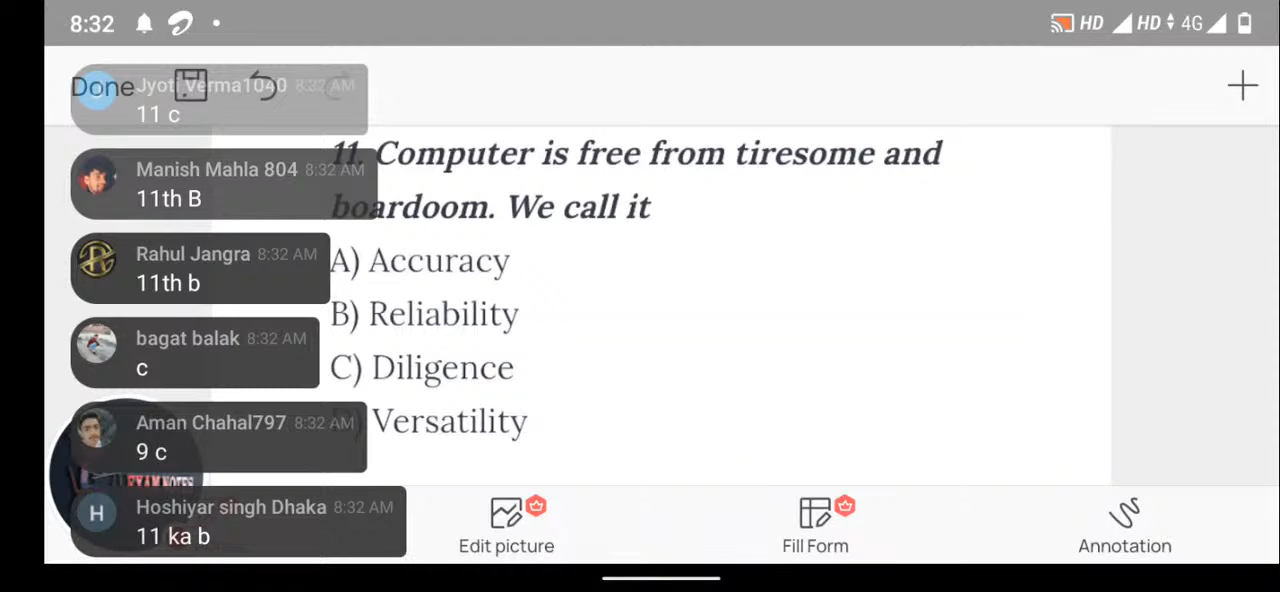 8:32 HD HD 4G
Done
Jyoti Verma1040 8:32 AM
11 c
Manish Mahla 804 8:32 AM
11th B
Rahul Jangra 8:32 AM
11th b
bagat balak 8:32 AM
c
Aman Chahal797 8:32 AM
9 c
Hoshiyar singh Dhaka 8:32 AM
11 ka b
11. Computer is free from tiresome and
boardoom. We call it
A) Accuracy
B) Reliability
C) Diligence
D) Versatility
Edit picture
Fill Form
Annotation